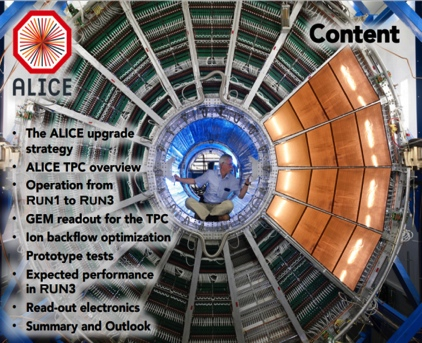 Content
ALICE
• The ALICE upgrade
strategy
• ALICE TPC overview
• Operation from
RUN1 to RUN3
• GEM readout for the TPC
• Ion backflow optimization
• Prototype tests
• Expected performance
in RUN3
• Read-out electronics
• Summary and Outlook